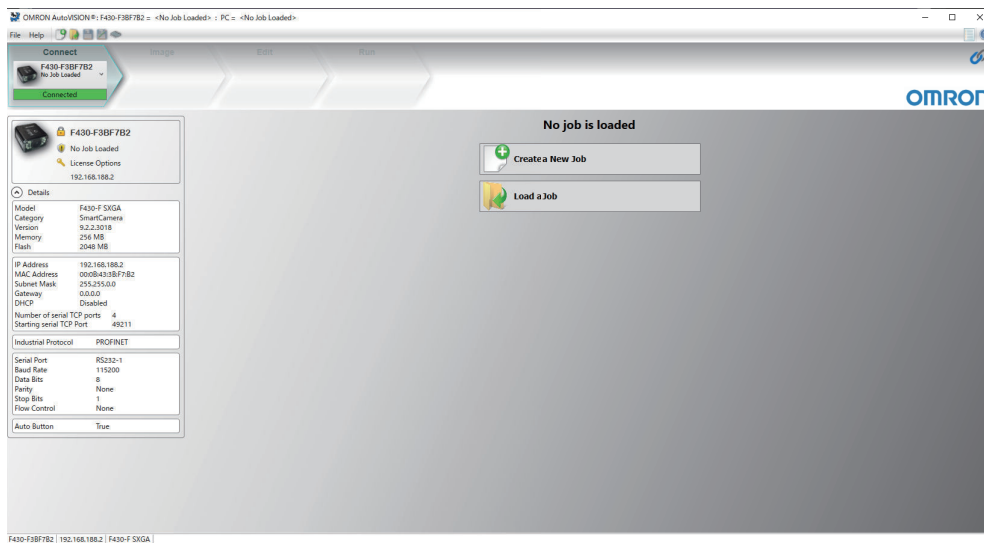 OMRON AutoVISION®: F430-F3BF7B2 = <No Job Loaded> : PC = <No Job Loaded>
File Help
Connect Image Edit Run
F430-F3BF7B2
No Job Loaded
Connected
OMRON
F430-F3BF7B2
No Job Loaded
License Options
192.168.188.2
Details
Model F430-F SXGA
Category SmartCamera
Version 9.2.2.3018
Memory 256 MB
Flash 2048 MB
IP Address 192.168.188.2
MAC Address 00:0B:43:3B:F7:B2
Subnet Mask 255.255.0.0
Gateway 0.0.0.0
DHCP Disabled
Number of serial TCP ports 4
Starting serial TCP Port 49211
Industrial Protocol PROFINET
Serial Port RS232-1
Baud Rate 115200
Data Bits 8
Parity None
Stop Bits 1
Flow Control None
Auto Button True
No job is loaded
Create a New Job
Load a Job
F430-F3BF7B2 192.168.188.2 F430-F SXGA